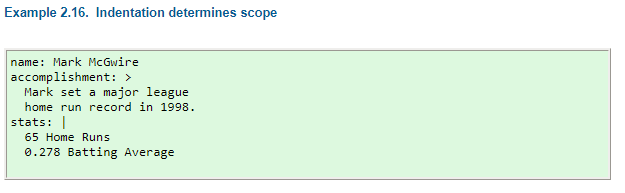 Example 2.16. Indentation determines scope
name: Mark McGwire
accomplishment: >
  Mark set a major league
  home run record in 1998.
stats: |
  65 Home Runs
  0.278 Batting Average